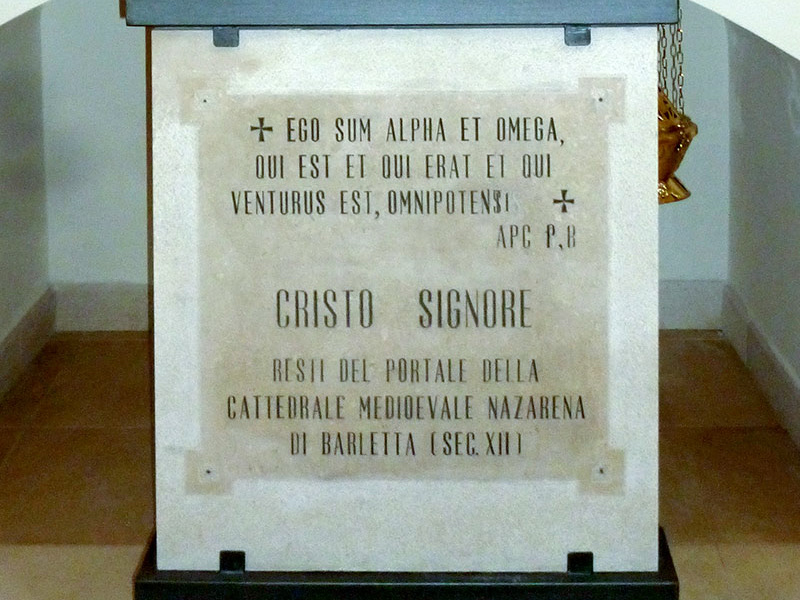 ✠ EGO SUM ALPHA ET OMEGA,
QUI EST ET QUI ERAT ET QUI
VENTURUS EST, OMNIPOTENS ✠
APC
CRISTO SIGNORE
RESTI DEL PORTALE DELLA
CATTEDRALE MEDIOEVALE NAZARENA
DI BARLETTA (SEC. XII)